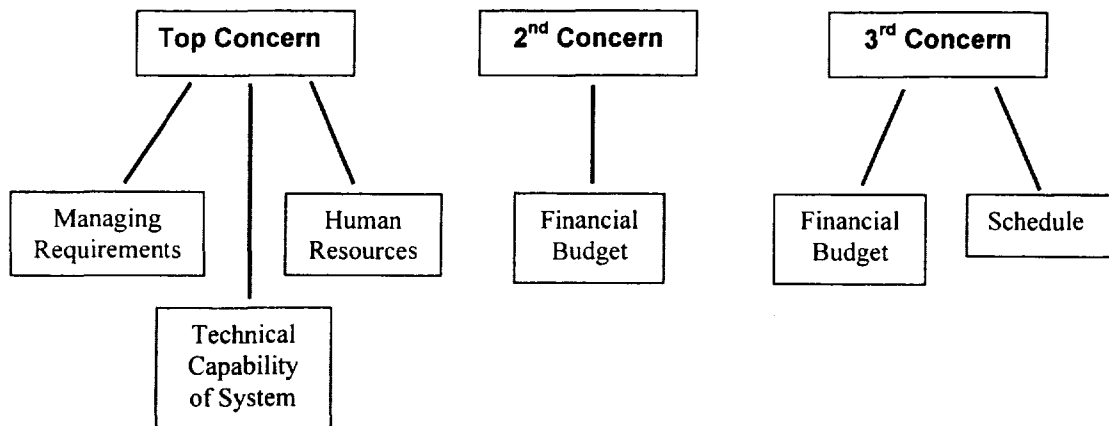 Top Concern
2nd Concern
3rd Concern
Managing
Requirements
Human
Resources
Technical
Capability
of System
Financial
Budget
Financial
Budget
Schedule